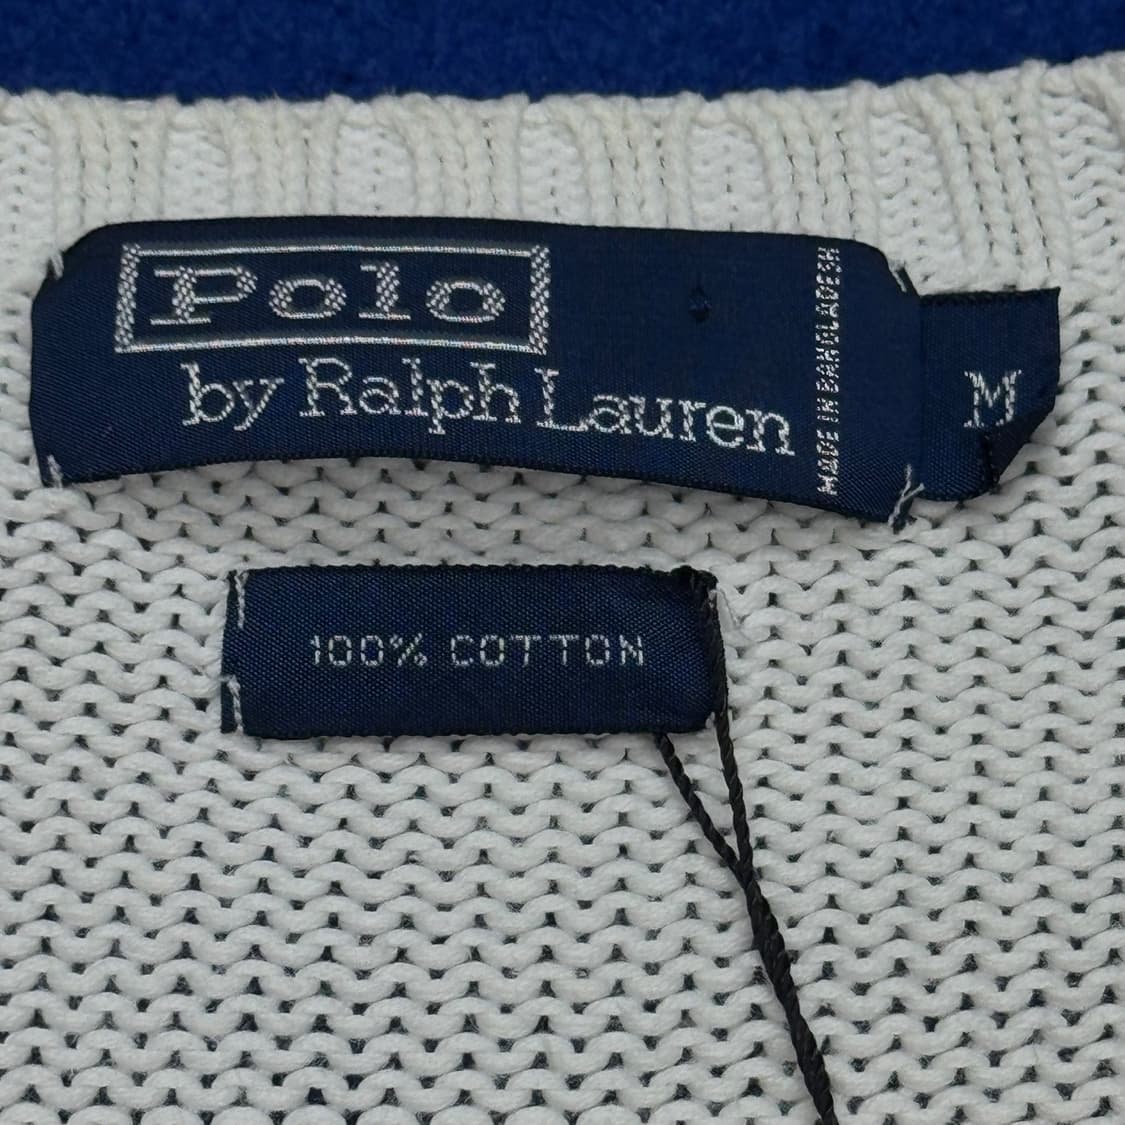 Polo
by Ralph Lauren
MADE IN BANGLADESH
M
100% COTTON